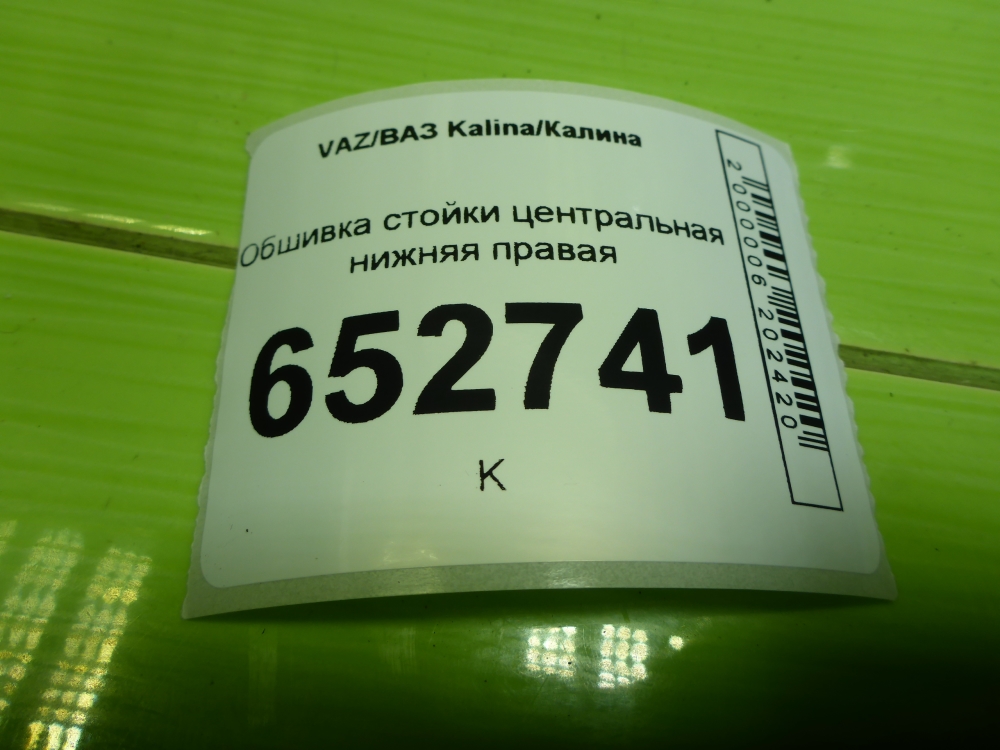 VAZ/ВАЗ Kalina/Калина
Обшивка стойки центральная
нижняя правая
652741
К
2000006202420